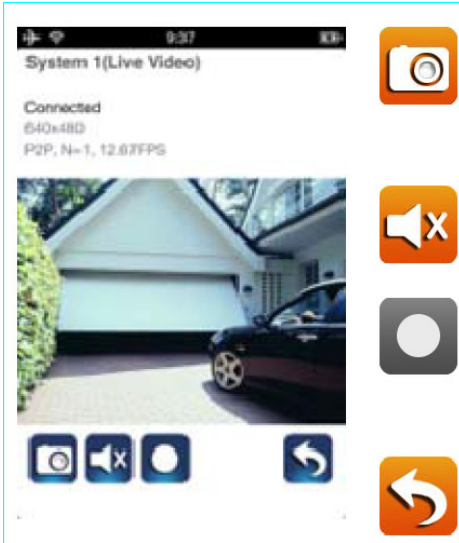 9:37
System 1(Live Video)
Connected
640x480
P2P, N=1, 12.67FPS